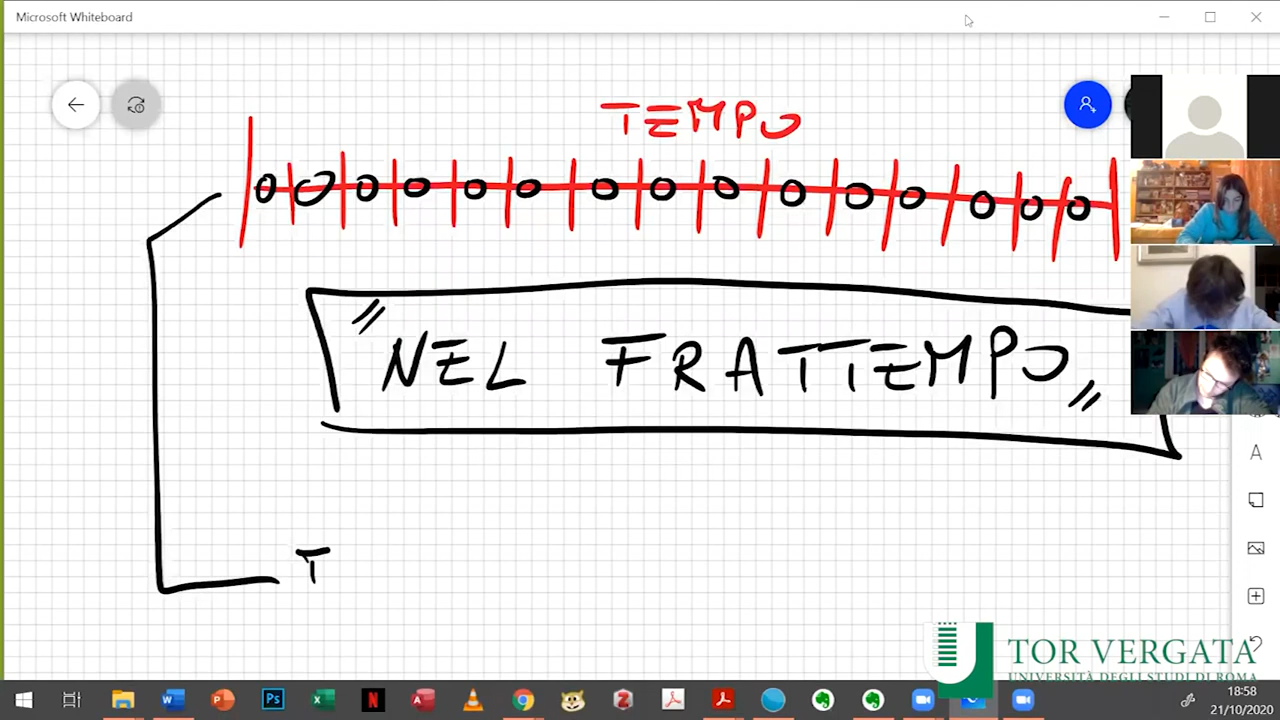 Microsoft Whiteboard
TEMPO
"NEL FRATTEMPO"
T
TOR VERGATA
UNIVERSITÀ DEGLI STUDI DI ROMA
18:58
21/10/2020